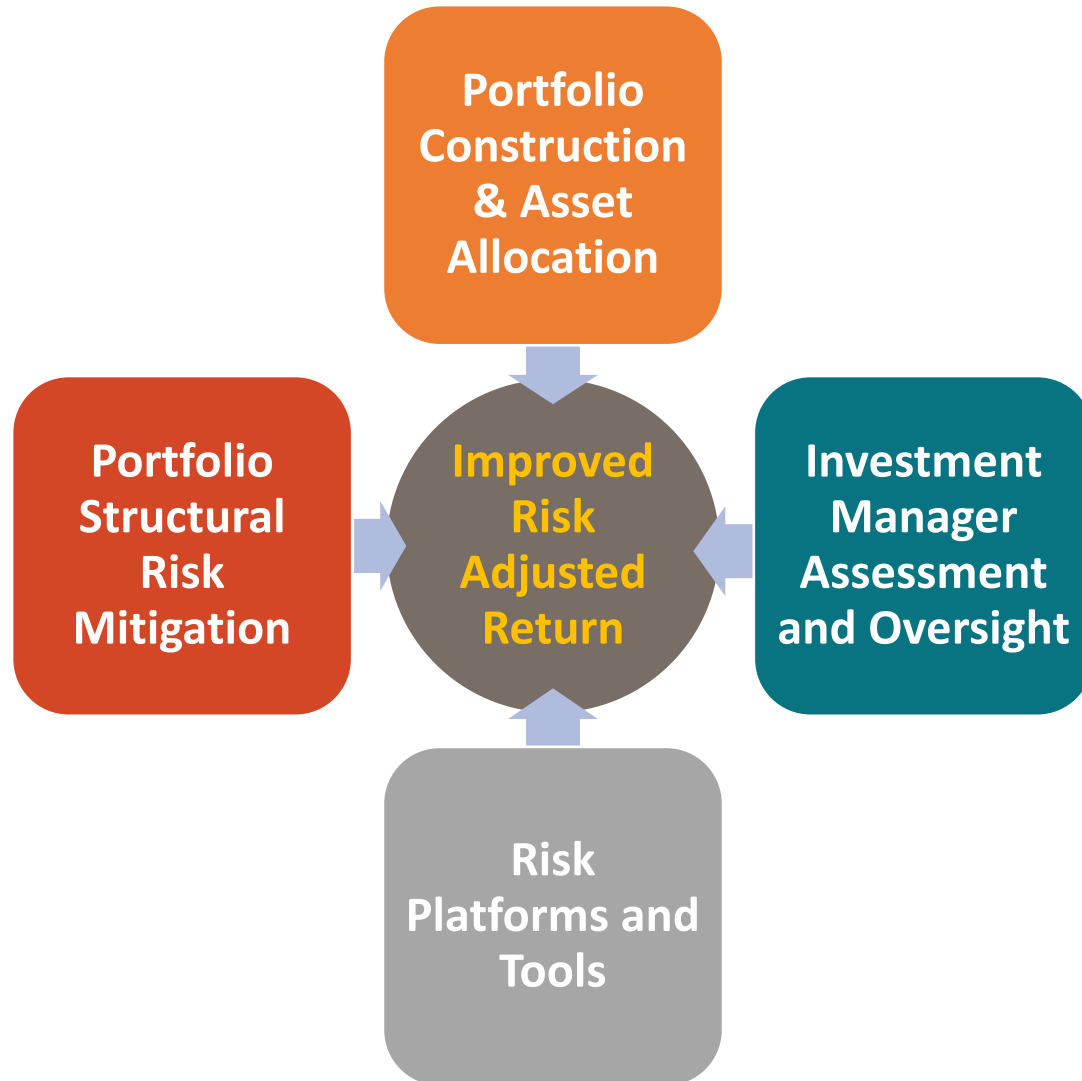 Portfolio
Construction
& Asset
Allocation
Portfolio
Structural
Risk
Mitigation
Improved
Risk
Adjusted
Return
Investment
Manager
Assessment
and Oversight
Risk
Platforms and
Tools